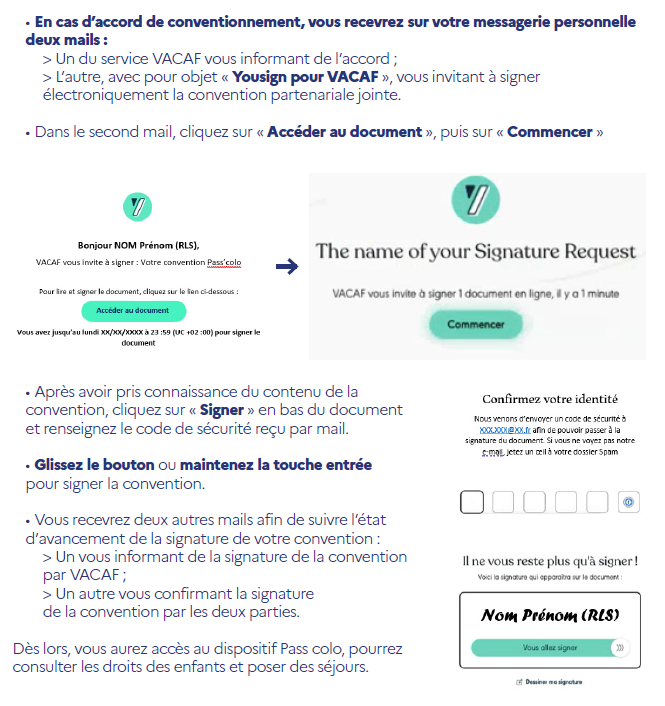 • En cas d’accord de conventionnement, vous recevrez sur votre messagerie personnelle
deux mails :
> Un du service VACAF vous informant de l’accord ;
> L’autre, avec pour objet « Yousign pour VACAF », vous invitant à signer
électroniquement la convention partenariale jointe.
• Dans le second mail, cliquez sur « Accéder au document », puis sur « Commencer »
Bonjour NOM Prénom (RLS),
VACAF vous invite à signer : Votre convention Pass’colo
Pour lire et signer le document, cliquez sur le lien ci-dessous :
Accéder au document
Vous avez jusqu’au lundi XX/XX/XXXX à 23 :59 (UC +02 :00) pour signer le
document
The name of your Signature Request
VACAF vous invite à signer 1 document en ligne, il y a 1 minute
Commencer
• Après avoir pris connaissance du contenu de la
convention, cliquez sur « Signer » en bas du document
et renseignez le code de sécurité reçu par mail.
• Glissez le bouton ou maintenez la touche entrée
pour signer la convention.
• Vous recevrez deux autres mails afin de suivre l’état
d’avancement de la signature de votre convention :
> Un vous informant de la signature de la convention
par VACAF ;
> Un autre vous confirmant la signature
de la convention par les deux parties.
Dès lors, vous aurez accès au dispositif Pass colo, pourrez
consulter les droits des enfants et poser des séjours.
Confirmez votre identité
Nous venons d’envoyer un code de sécurité à
XXX.XXX@XX.fr afin de pouvoir passer à la
signature du document. Si vous ne voyez pas notre
e-mail, jetez un œil à votre dossier Spam
Il ne vous reste plus qu’à signer !
Voici la signature qui apparaîtra sur le document :
Nom Prénom (RLS)
Vous allez signer
Dessiner ma signature